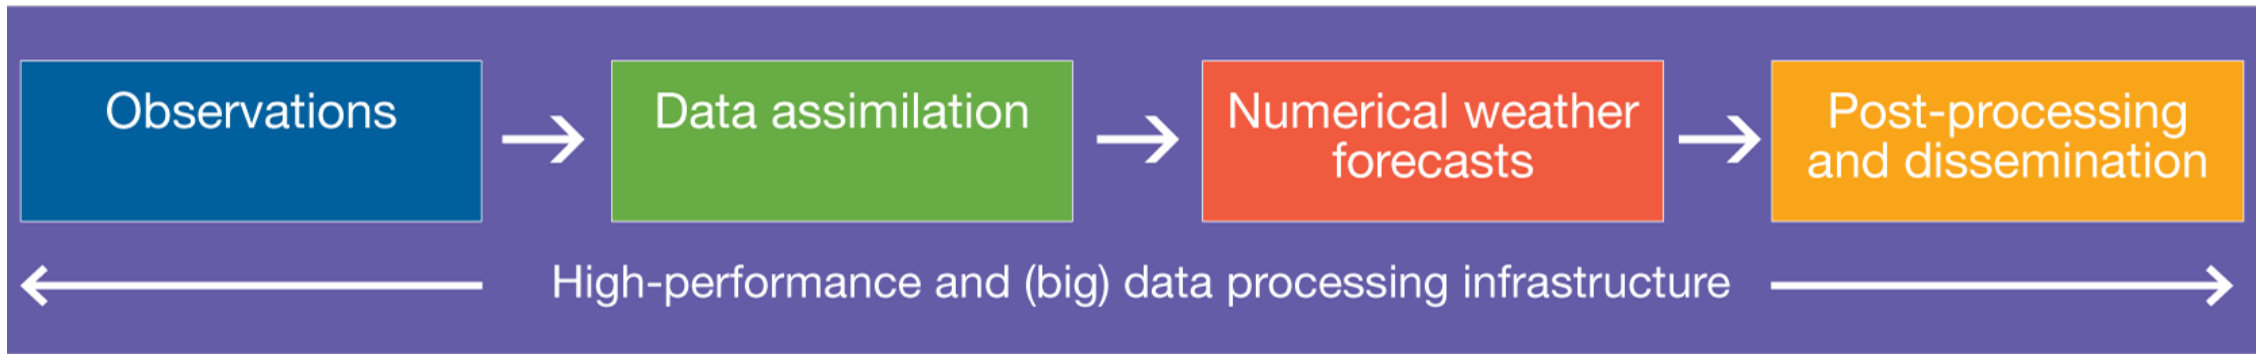 Observations
Data assimilation
Numerical weather
forecasts
Post-processing
and dissemination
High-performance and (big) data processing infrastructure